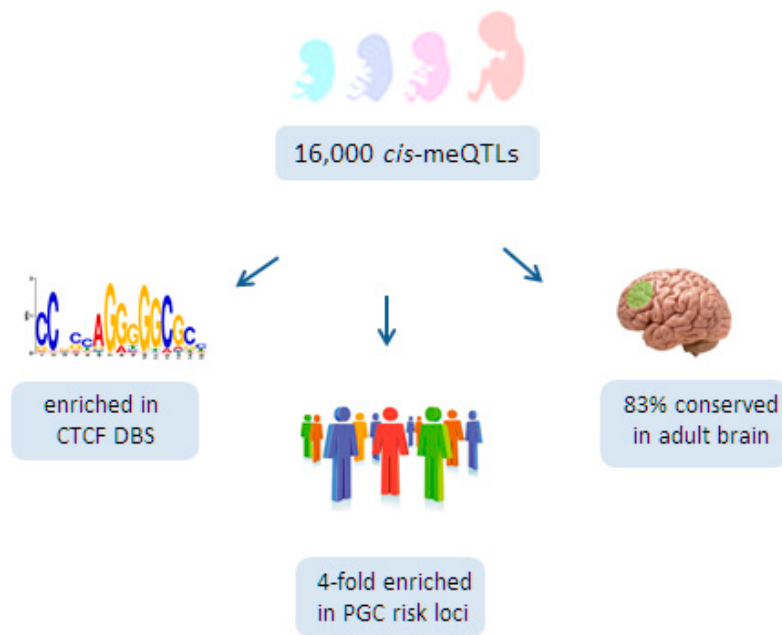 16,000 cis-meQTLs
enriched in
CTCF DBS
83% conserved
in adult brain
4-fold enriched
in PGC risk loci